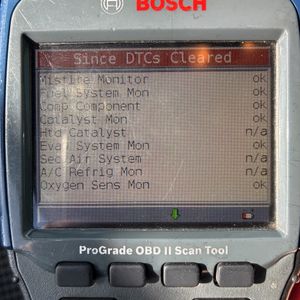 BOSCH
Since DTCs Cleared
Misfire Monitor ok
Fuel System Mon ok
Comp Component ok
Catalyst Mon ok
Htd Catalyst n/a
Evap System Mon ok
Sec Air System n/a
A/C Refrig Mon n/a
Oxygen Sens Mon ok
ProGrade OBD II Scan Tool